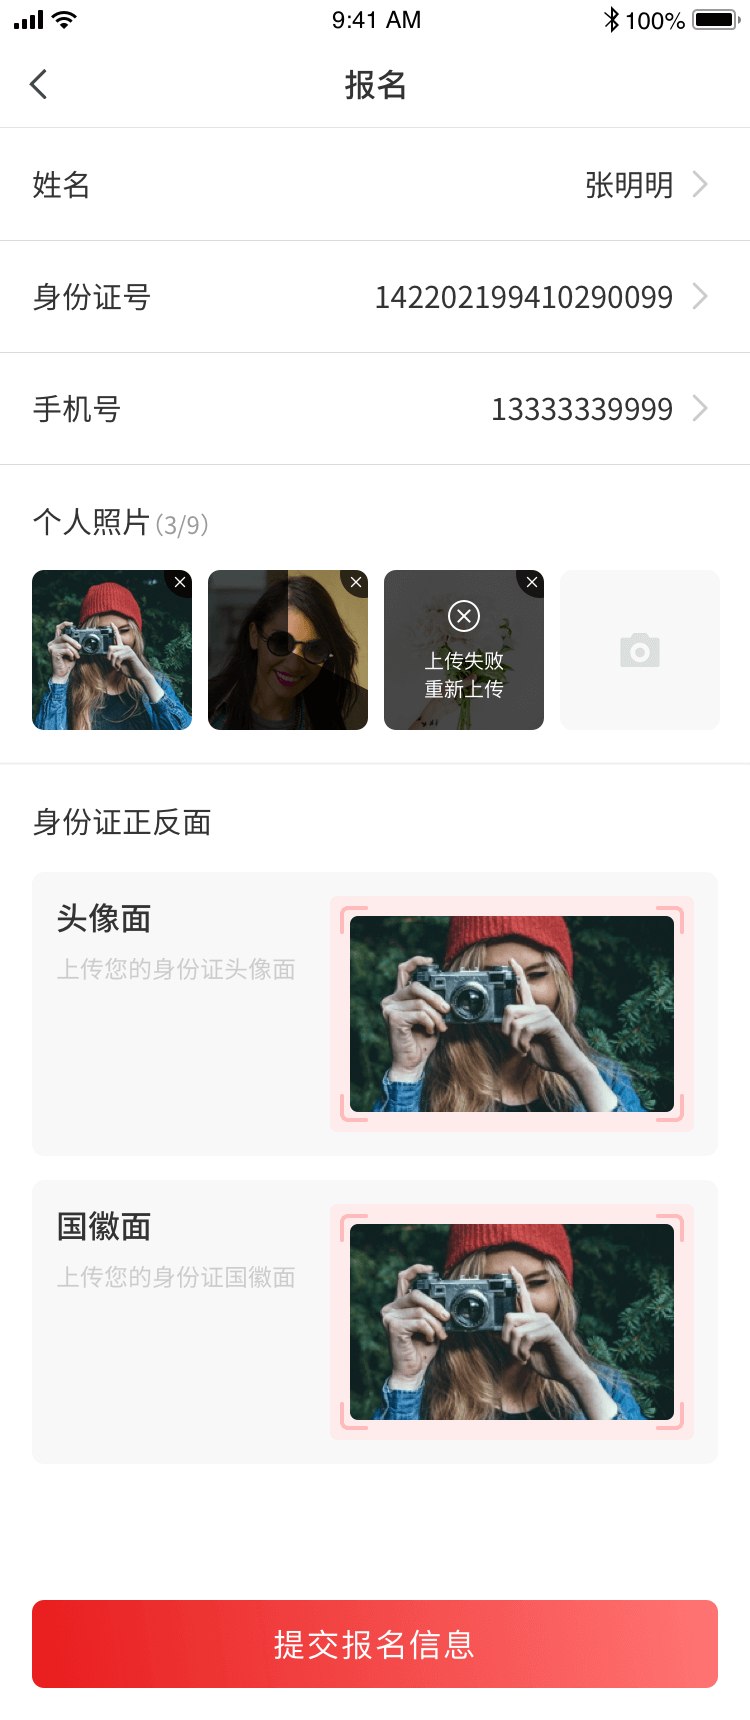 9:41 AM
100%
报名
姓名
张明明
身份证号
142202199410290099
手机号
13333339999
个人照片(3/9)
上传失败
重新上传
身份证正反面
头像面
上传您的身份证头像面
国徽面
上传您的身份证国徽面
提交报名信息